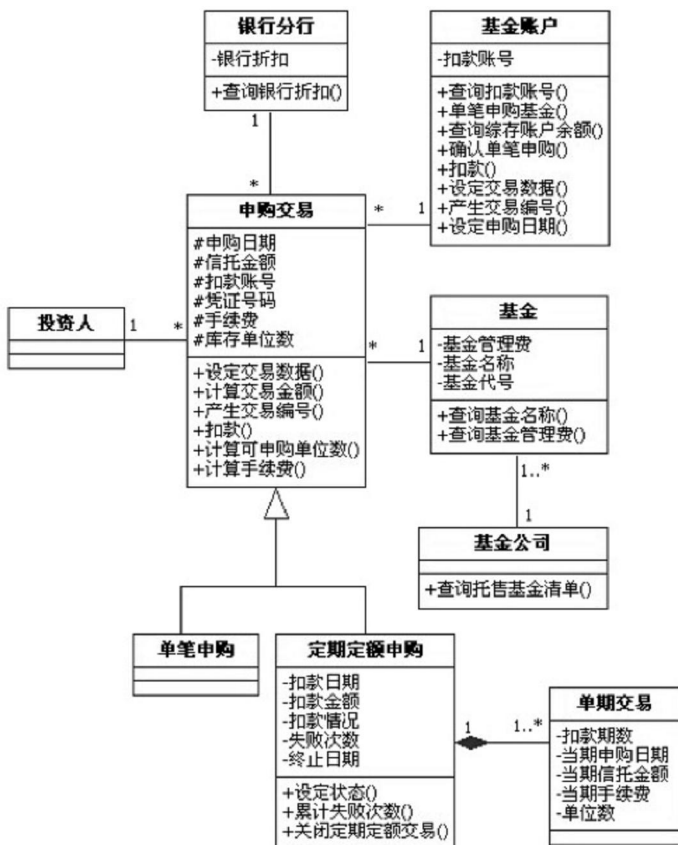 银行分行
-银行折扣
+查询银行折扣()
1
*
基金账户
-扣款账号
+查询扣款账号()
+单笔申购基金()
+查询综存账户余额()
+确认单笔申购()
+扣款()
+设定交易数据()
+产生交易编号()
+设定申购日期()
*
1
申购交易
#申购日期
#信托金额
#扣款账号
#凭证号码
#手续费
#库存单位数
+设定交易数据()
+计算交易金额()
+产生交易编号()
+扣款()
+计算可申购单位数()
+计算手续费()
投资人
1
*
*
1
基金
-基金管理费
-基金名称
-基金代号
+查询基金名称()
+查询基金管理费()
1..*
1
基金公司
+查询托售基金清单()
单笔申购
定期定额申购
-扣款日期
-扣款金额
-扣款情况
-失败次数
-终止日期
+设定状态()
+累计失败次数()
+关闭定期定额交易()
1
1..*
单期交易
-扣款期数
-当期申购日期
-当期信托金额
-当期手续费
-单位数